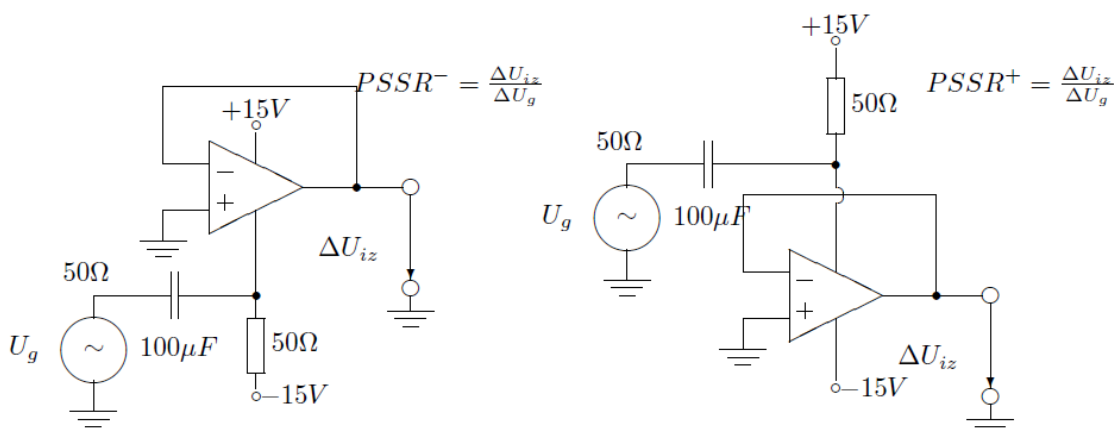 PSSR⁻ = ΔU_iz / ΔU_g
+15V
−
+
ΔU_iz
50Ω
U_g
∼
100μF
50Ω
−15V
+15V
PSSR⁺ = ΔU_iz / ΔU_g
50Ω
50Ω
U_g
∼
100μF
−
+
ΔU_iz
−15V